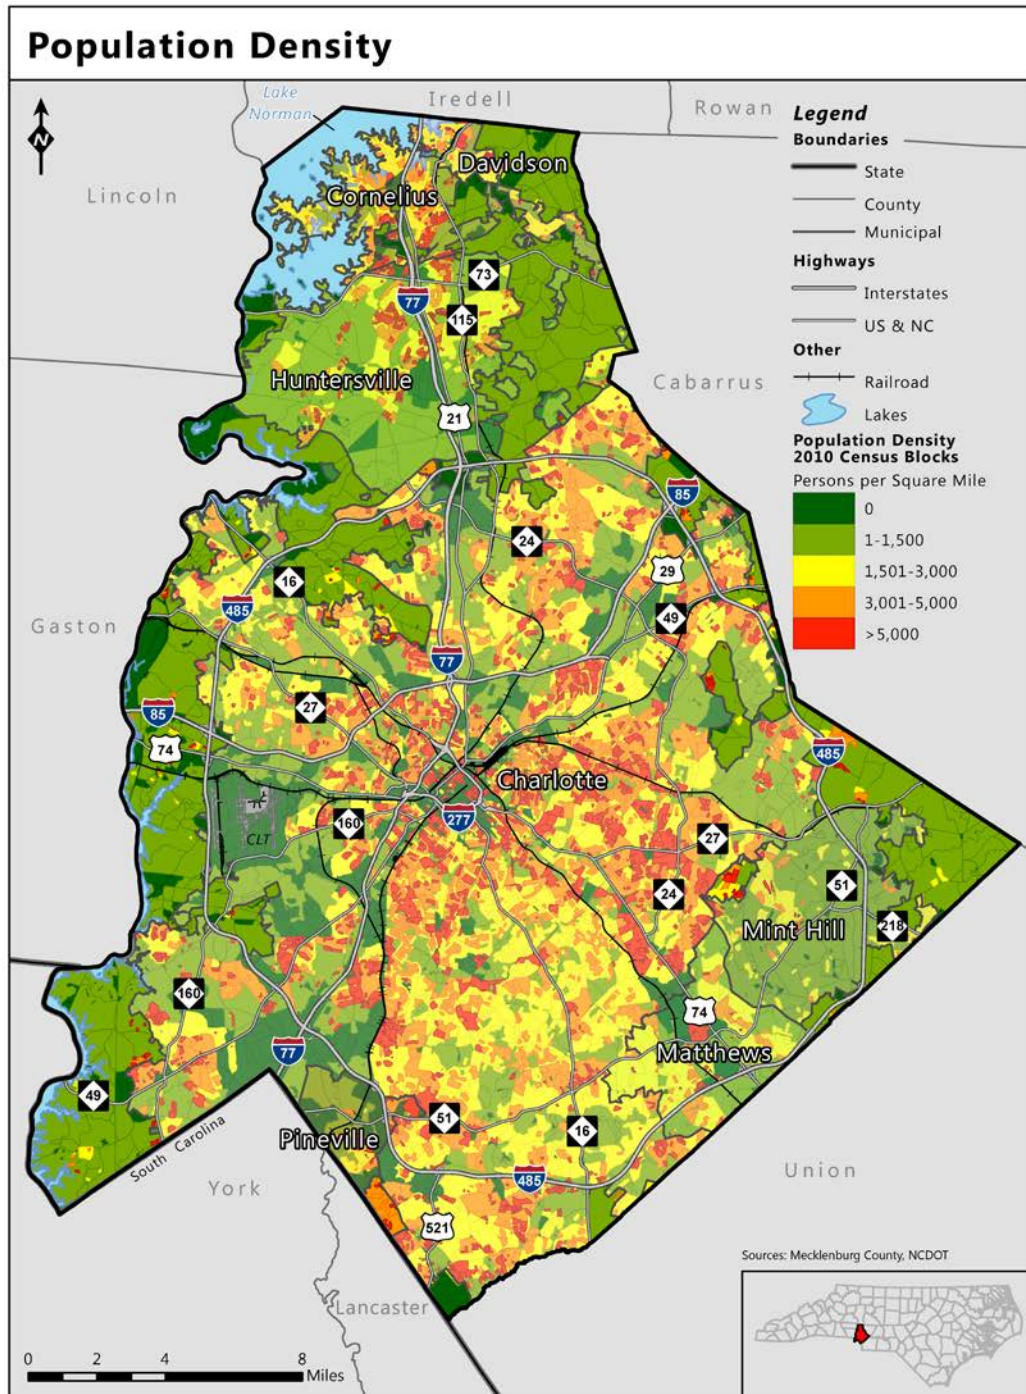 Population Density
N
Lake
Norman
Iredell
Rowan
Lincoln
Davidson
Cornelius
73
77
115
Huntersville
Cabarrus
21
85
24
29
16
485
49
Gaston
77
27
85
74
485
Charlotte
CLT
160
277
27
24
51
Mint Hill
218
160
74
77
Matthews
49
51
16
Pineville
South Carolina
York
485
Union
521
Lancaster
Legend
Boundaries
State
County
Municipal
Highways
Interstates
US & NC
Other
Railroad
Lakes
Population Density
2010 Census Blocks
Persons per Square Mile
0
1-1,500
1,501-3,000
3,001-5,000
>5,000
Sources: Mecklenburg County, NCDOT
0 2 4 8
Miles